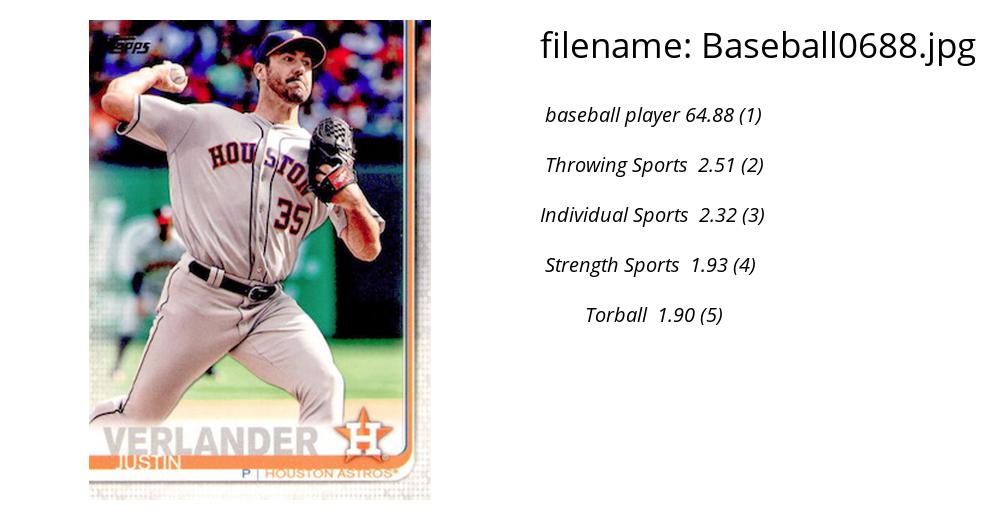 Topps
HOUSTON
35
VERLANDER
JUSTIN
P | HOUSTON ASTROS®
H
filename: Baseball0688.jpg
baseball player 64.88 (1)
Throwing Sports 2.51 (2)
Individual Sports 2.32 (3)
Strength Sports 1.93 (4)
Torball 1.90 (5)